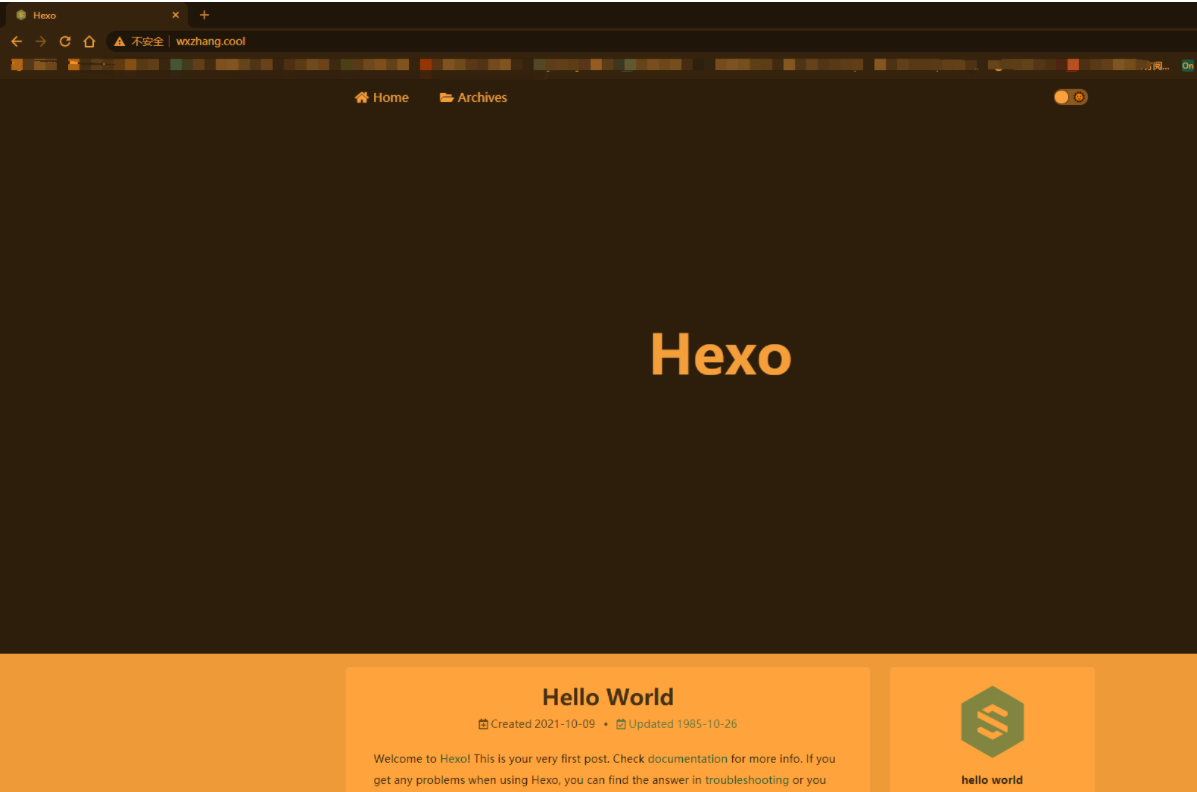 Hexo
不安全 wxzhang.cool
On
Home Archives
Hexo
Hello World
Created 2021-10-09 • Updated 1985-10-26
Welcome to Hexo! This is your very first post. Check documentation for more info. If you
get any problems when using Hexo, you can find the answer in troubleshooting or you
hello world